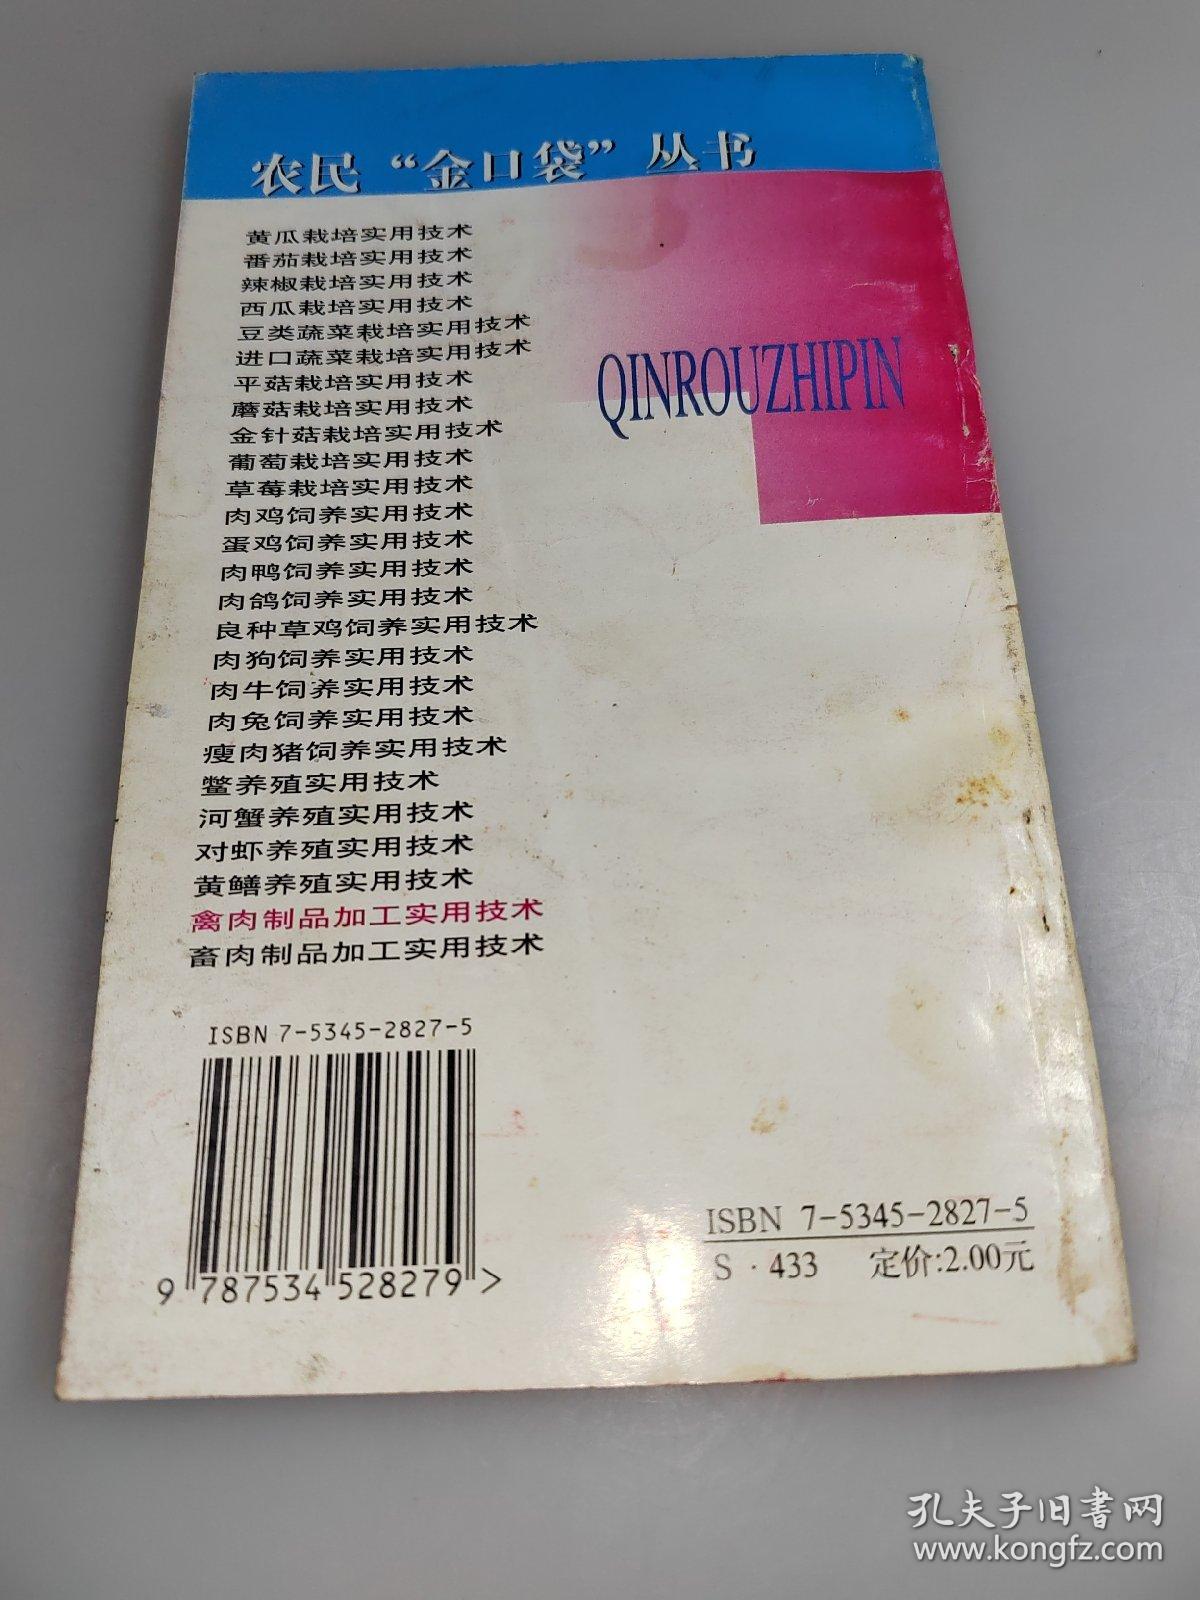 农民“金口袋”丛书
黄瓜栽培实用技术
番茄栽培实用技术
辣椒栽培实用技术
西瓜栽培实用技术
豆类蔬菜栽培实用技术
进口蔬菜栽培实用技术
平菇栽培实用技术
蘑菇栽培实用技术
金针菇栽培实用技术
葡萄栽培实用技术
草莓栽培实用技术
肉鸡饲养实用技术
蛋鸡饲养实用技术
肉鸭饲养实用技术
肉鸽饲养实用技术
良种草鸡饲养实用技术
肉狗饲养实用技术
肉牛饲养实用技术
肉兔饲养实用技术
瘦肉猪饲养实用技术
鳖养殖实用技术
河蟹养殖实用技术
对虾养殖实用技术
黄鳝养殖实用技术
禽肉制品加工实用技术
畜肉制品加工实用技术
QINROUZHIPIN
ISBN 7-5345-2827-5
9 787534 528279 >
ISBN 7-5345-2827-5
S·433 定价:2.00元
孔夫子旧书网
www.kongfz.com